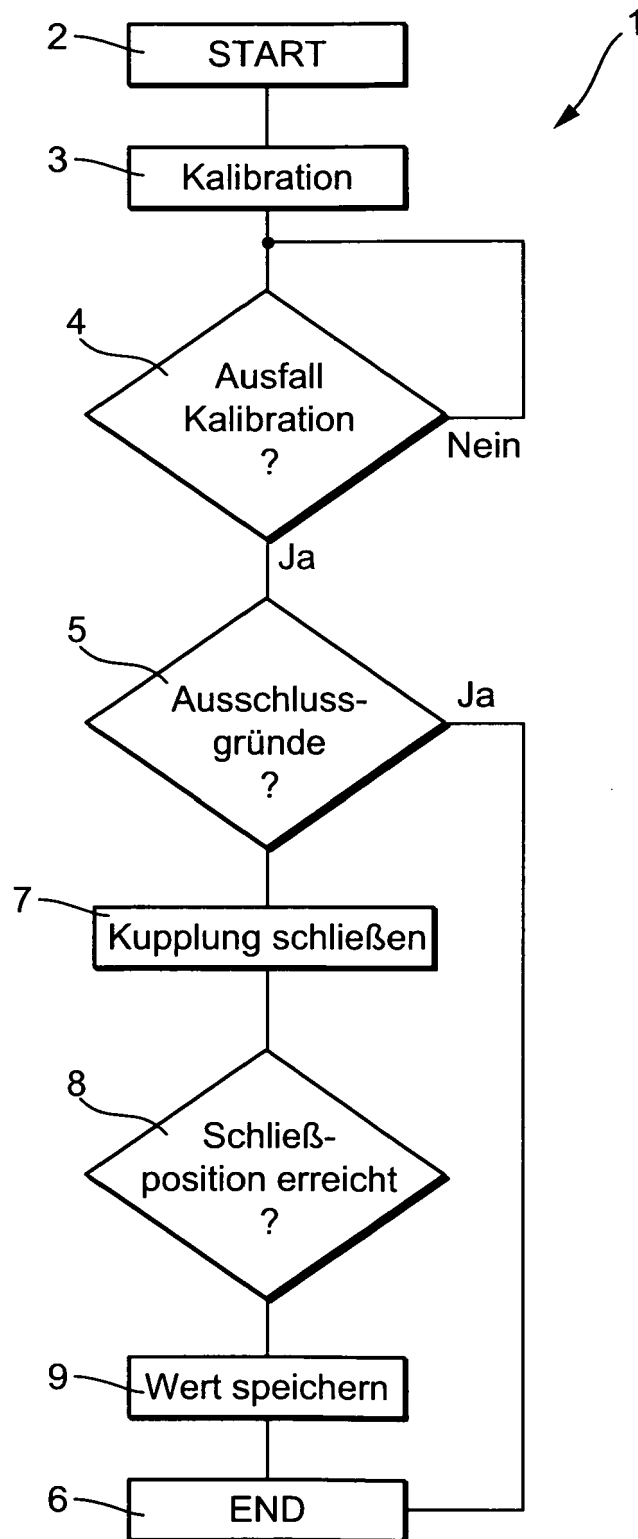 1
2
START
3
Kalibration
4
Ausfall
Kalibration
?
Nein
Ja
5
Ausschluss-
gründe
?
Ja
7
Kupplung schließen
8
Schließ-
position erreicht
?
9
Wert speichern
6
END